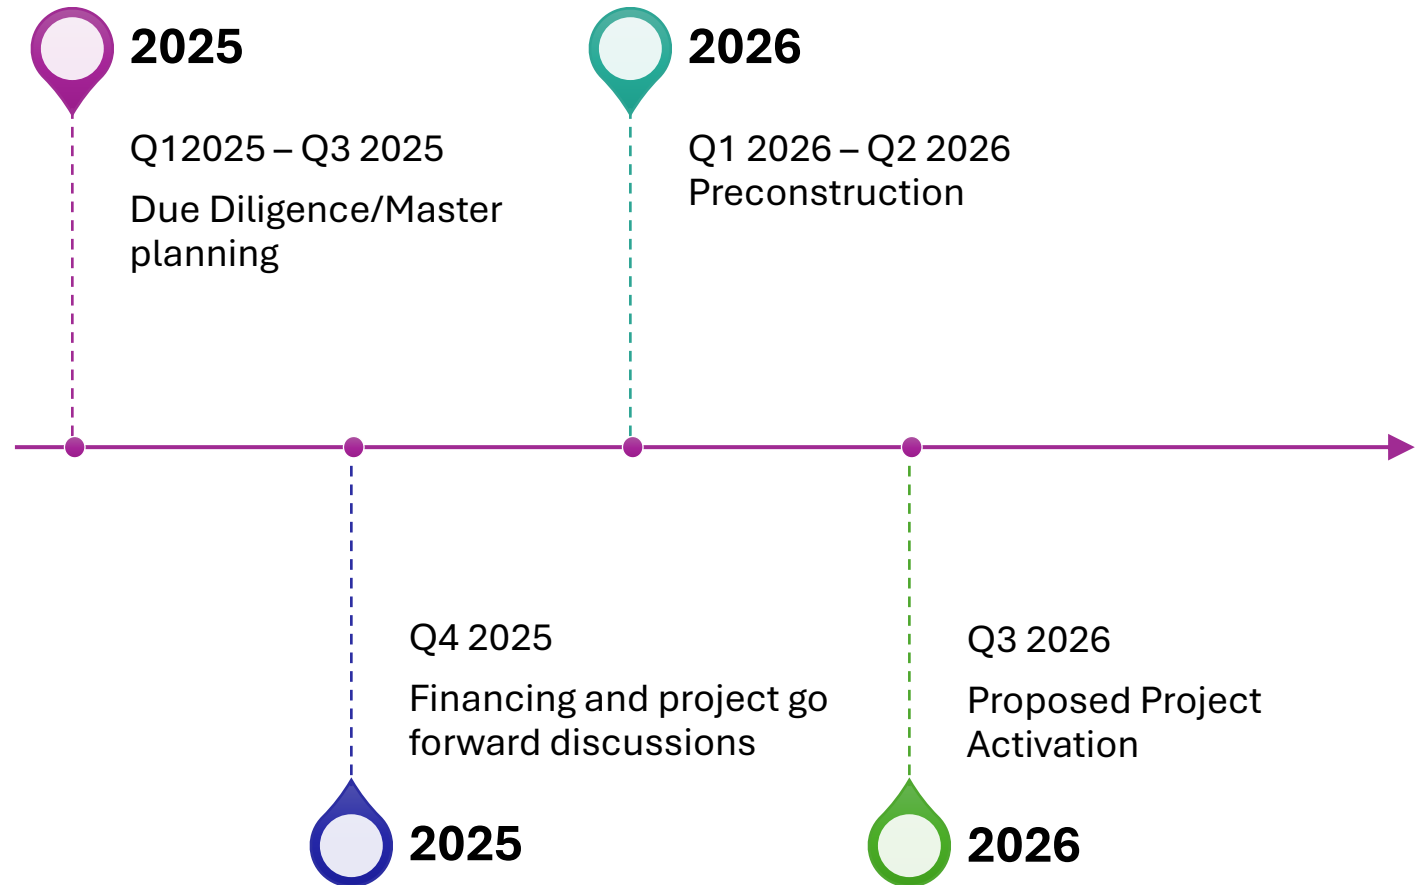 2025
Q12025 – Q3 2025
Due Diligence/Master
planning
2026
Q1 2026 – Q2 2026
Preconstruction
Q4 2025
Financing and project go
forward discussions
2025
Q3 2026
Proposed Project
Activation
2026